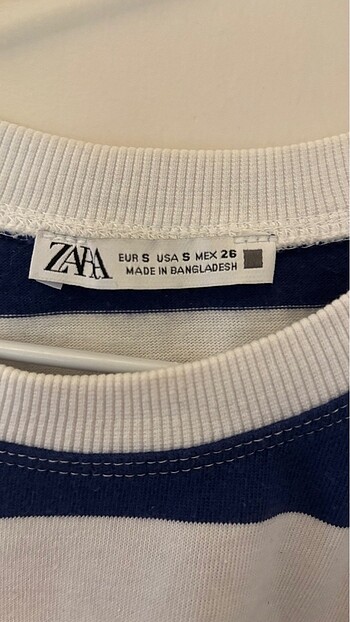 ZARA
EUR S USA S MEX 26
MADE IN BANGLADESH